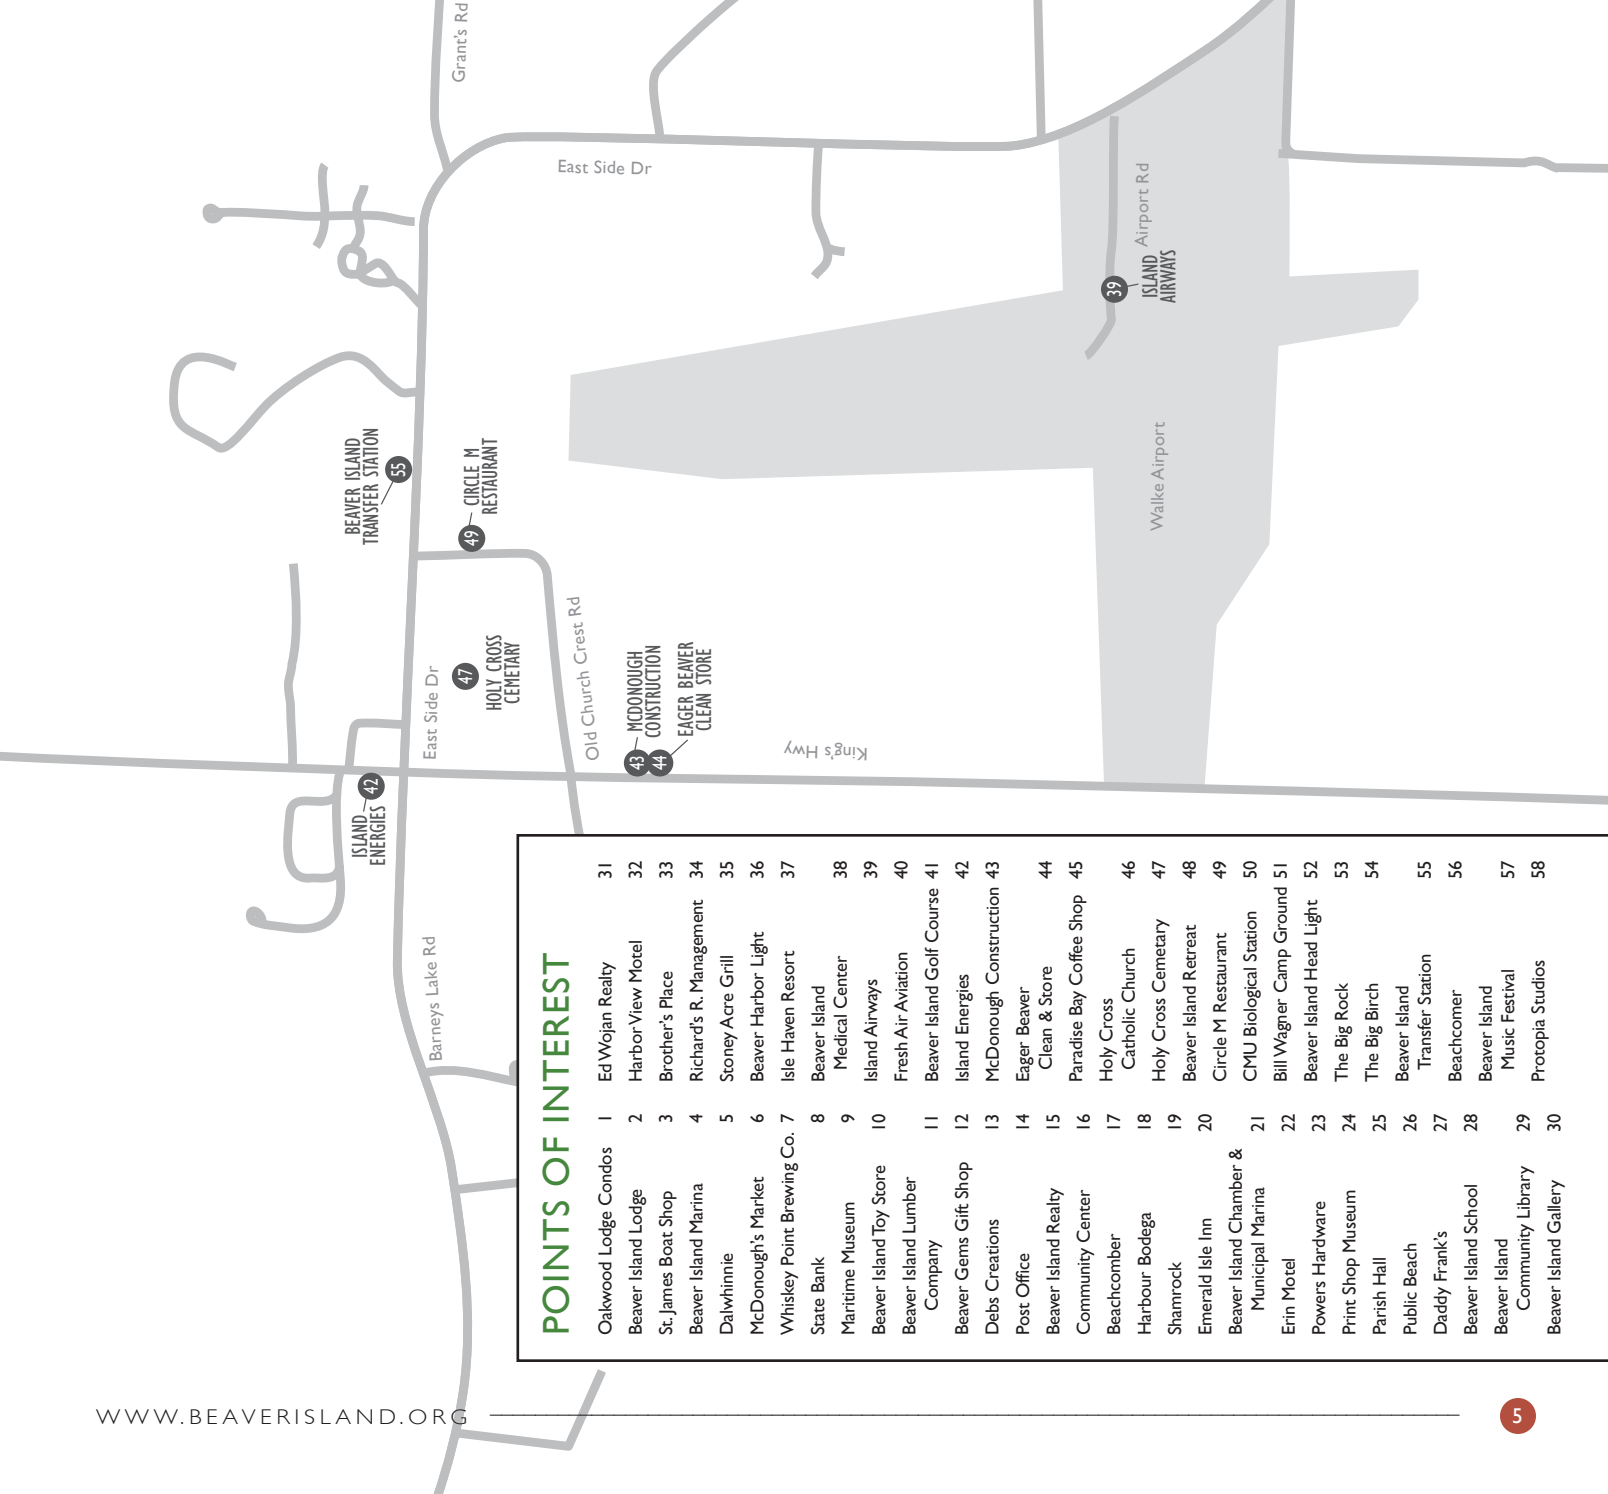 Grant's Rd
East Side Dr
Airport Rd
39
ISLAND
AIRWAYS
BEAVER ISLAND
TRANSFER STATION
55
CIRCLE M
RESTAURANT
49
Walke Airport
East Side Dr
47
HOLY CROSS
CEMETARY
Old Church Crest Rd
MCDONOUGH
CONSTRUCTION
43
EAGER BEAVER
CLEAN STORE
44
King's Hwy
42
ISLAND
ENERGIES
Barneys Lake Rd
POINTS OF INTEREST
Oakwood Lodge Condos 1
Beaver Island Lodge 2
St. James Boat Shop 3
Beaver Island Marina 4
Dalwhinnie 5
McDonough's Market 6
Whiskey Point Brewing Co. 7
State Bank 8
Maritime Museum 9
Beaver Island Toy Store 10
Beaver Island Lumber
Company 11
Beaver Gems Gift Shop 12
Debs Creations 13
Post Office 14
Beaver Island Realty 15
Community Center 16
Beachcomber 17
Harbour Bodega 18
Shamrock 19
Emerald Isle Inn 20
Beaver Island Chamber &
Municipal Marina 21
Erin Motel 22
Powers Hardware 23
Print Shop Museum 24
Parish Hall 25
Public Beach 26
Daddy Frank's 27
Beaver Island School 28
Beaver Island
Community Library 29
Beaver Island Gallery 30
Ed Wojan Realty 31
Harbor View Motel 32
Brother's Place 33
Richard's R. Management 34
Stoney Acre Grill 35
Beaver Harbor Light 36
Isle Haven Resort 37
Beaver Island
Medical Center 38
Island Airways 39
Fresh Air Aviation 40
Beaver Island Golf Course 41
Island Energies 42
McDonough Construction 43
Eager Beaver
Clean & Store 44
Paradise Bay Coffee Shop 45
Holy Cross
Catholic Church 46
Holy Cross Cemetary 47
Beaver Island Retreat 48
Circle M Restaurant 49
CMU Biological Station 50
Bill Wagner Camp Ground 51
Beaver Island Head Light 52
The Big Rock 53
The Big Birch 54
Beaver Island
Transfer Station 55
Beachcomer 56
Beaver Island
Music Festival 57
Protopia Studios 58
WWW.BEAVERISLAND.ORG
5